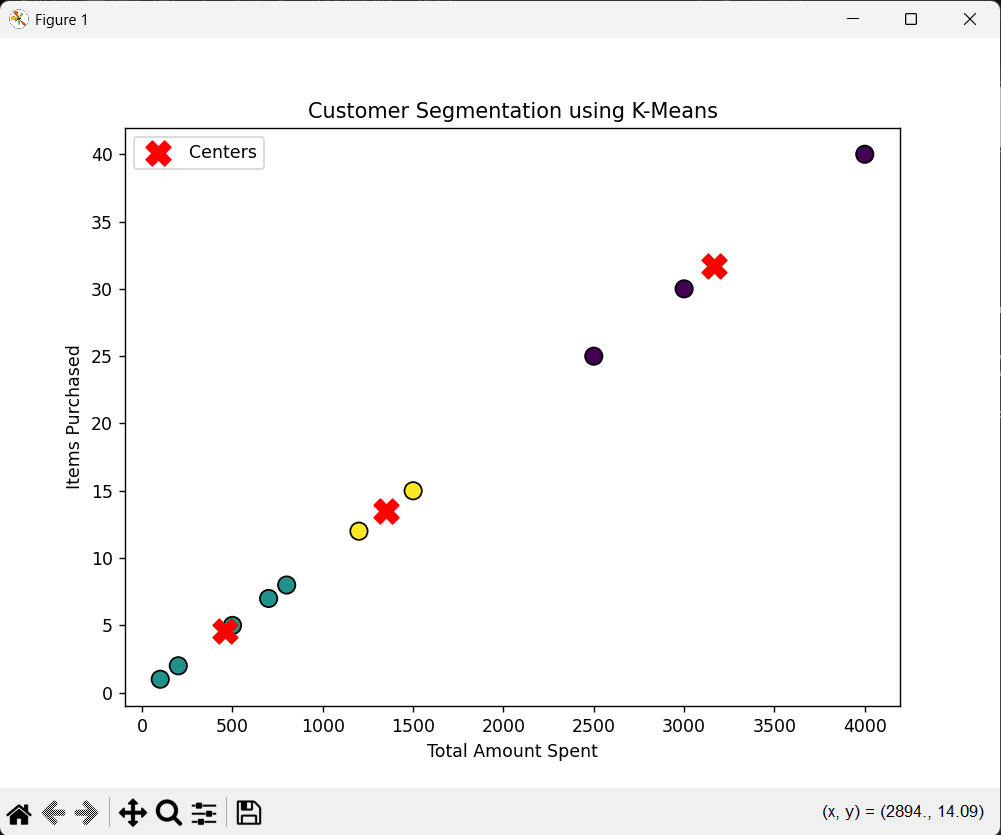 Figure 1
Customer Segmentation using K-Means
Centers
40
35
30
25
20
15
10
5
0
Items Purchased
0 500 1000 1500 2000 2500 3000 3500 4000
Total Amount Spent
(x, y) = (2894., 14.09)